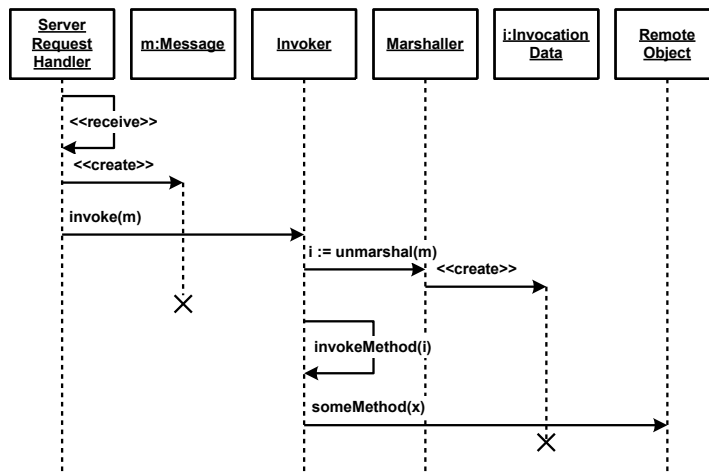 Server
Request
Handler
m:Message
Invoker
Marshaller
i:Invocation
Data
Remote
Object
<<receive>>
<<create>>
invoke(m)
i := unmarshal(m)
<<create>>
invokeMethod(i)
someMethod(x)